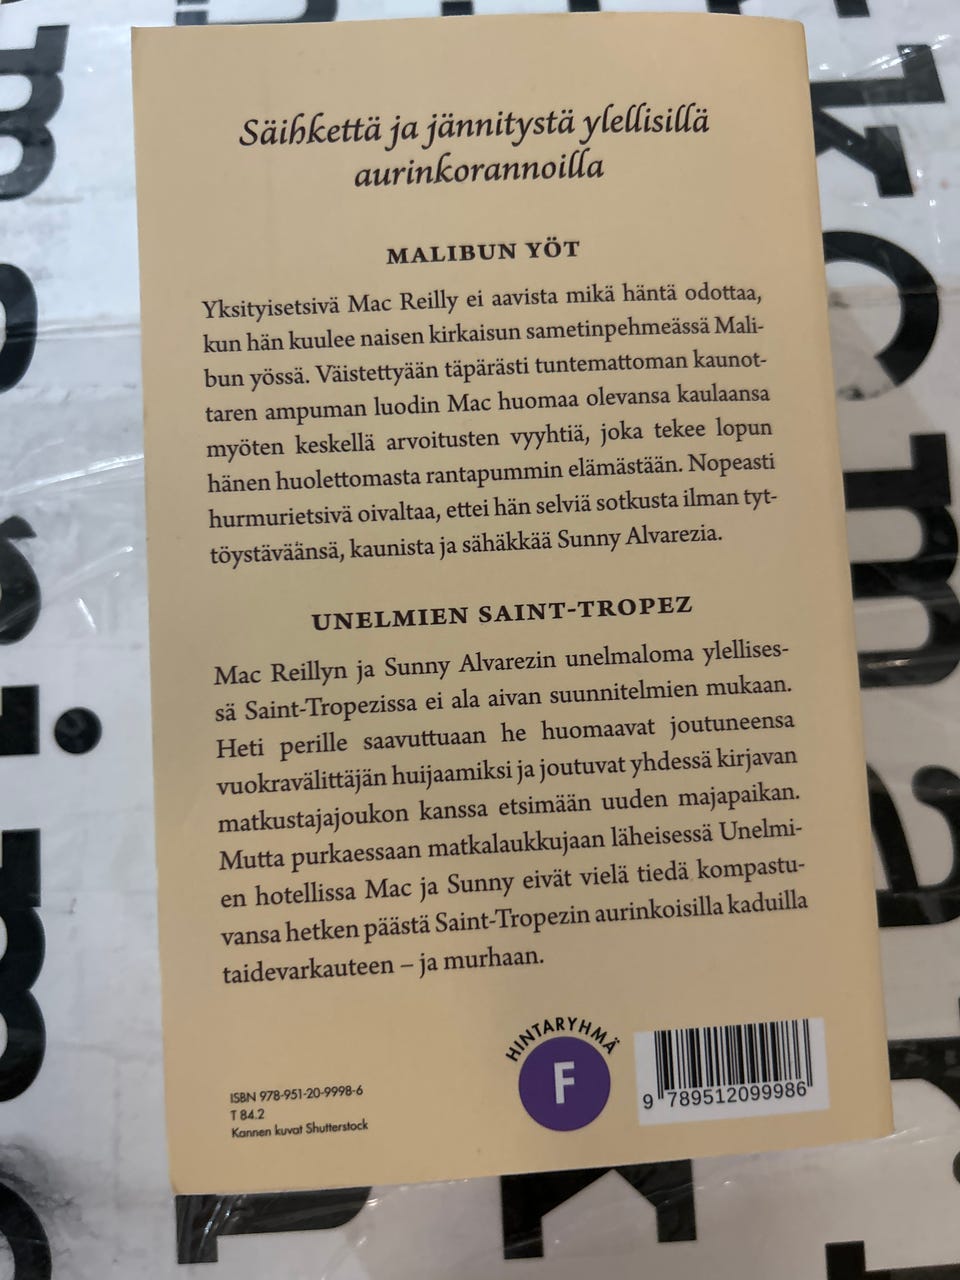 Säihkettä ja jännitystä ylellisillä
aurinkorannoilla
MALIBUN YÖT
Yksityisetsivä Mac Reilly ei aavista mikä häntä odottaa,
kun hän kuulee naisen kirkaisun sametinpehmeässä Mali-
bun yössä. Väistettyään täpärästi tuntemattoman kaunot-
taren ampuman luodin Mac huomaa olevansa kaulaansa
myöten keskellä arvoitusten vyyhtiä, joka tekee lopun
hänen huolettomasta rantapummin elämästään. Nopeasti
hurmurietsivä oivaltaa, ettei hän selviä sotkusta ilman tyt-
töystäväänsä, kaunista ja sähäkkää Sunny Alvarezia.
UNELMIEN SAINT-TROPEZ
Mac Reillyn ja Sunny Alvarezin unelmaloma ylellises-
sä Saint-Tropezissa ei ala aivan suunnitelmien mukaan.
Heti perille saavuttuaan he huomaavat joutuneensa
vuokravälittäjän huijaamiksi ja joutuvat yhdessä kirjavan
matkustajajoukon kanssa etsimään uuden majapaikan.
Mutta purkaessaan matkalaukkujaan läheisessä Unelmi-
en hotellissa Mac ja Sunny eivät vielä tiedä kompastu-
vansa hetken päästä Saint-Tropezin aurinkoisilla kaduilla
taidevarkauteen – ja murhaan.
HINTARYHMÄ
F
ISBN 978-951-20-9998-6
T 84.2
Kannen kuvat Shutterstock
9 789512099986